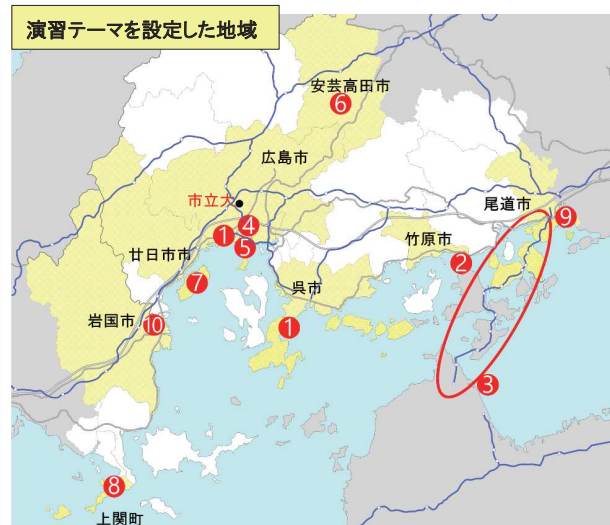 演習テーマを設定した地域
安芸高田市
6
広島市
市立大
尾道市
4
9
1
竹原市
5
廿日市市
2
7
呉市
岩国市
10
1
3
8
上関町